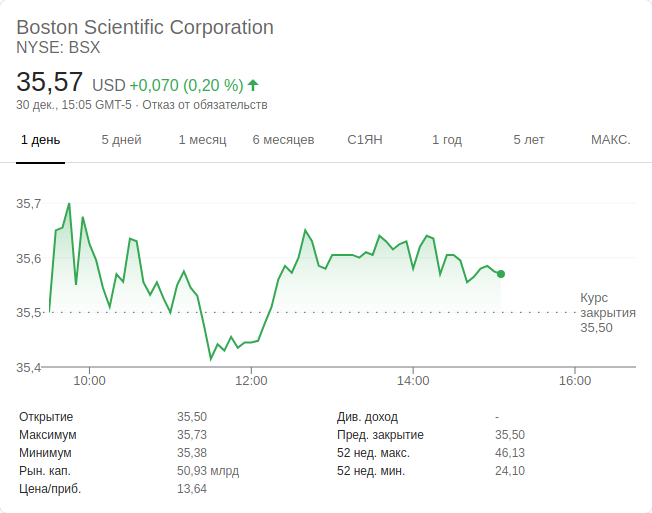 Boston Scientific Corporation
NYSE: BSX
35,57 USD +0,070 (0,20 %)
30 дек., 15:05 GMT-5 · Отказ от обязательств
1 день 5 дней 1 месяц 6 месяцев С1ЯН 1 год 5 лет МАКС.
35,7
35,6
35,5
35,4
Курс
закрытия
35,50
10:00 12:00 14:00 16:00
Открытие 35,50 Див. доход -
Максимум 35,73 Пред. закрытие 35,50
Минимум 35,38 52 нед. макс. 46,13
Рын. кап. 50,93 млрд 52 нед. мин. 24,10
Цена/приб. 13,64